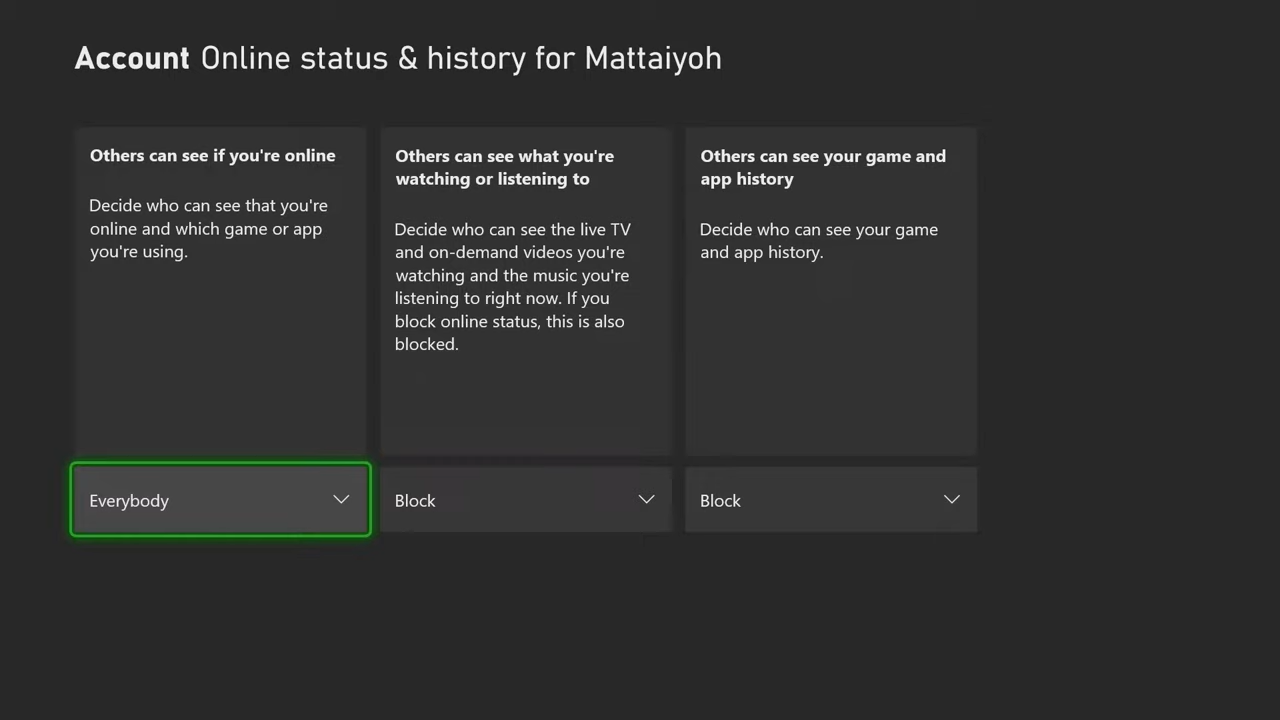 Account Online status & history for Mattaiyoh
Others can see if you're online
Decide who can see that you're
online and which game or app
you're using.
Everybody
Others can see what you're
watching or listening to
Decide who can see the live TV
and on-demand videos you're
watching and the music you're
listening to right now. If you
block online status, this is also
blocked.
Block
Others can see your game and
app history
Decide who can see your game
and app history.
Block